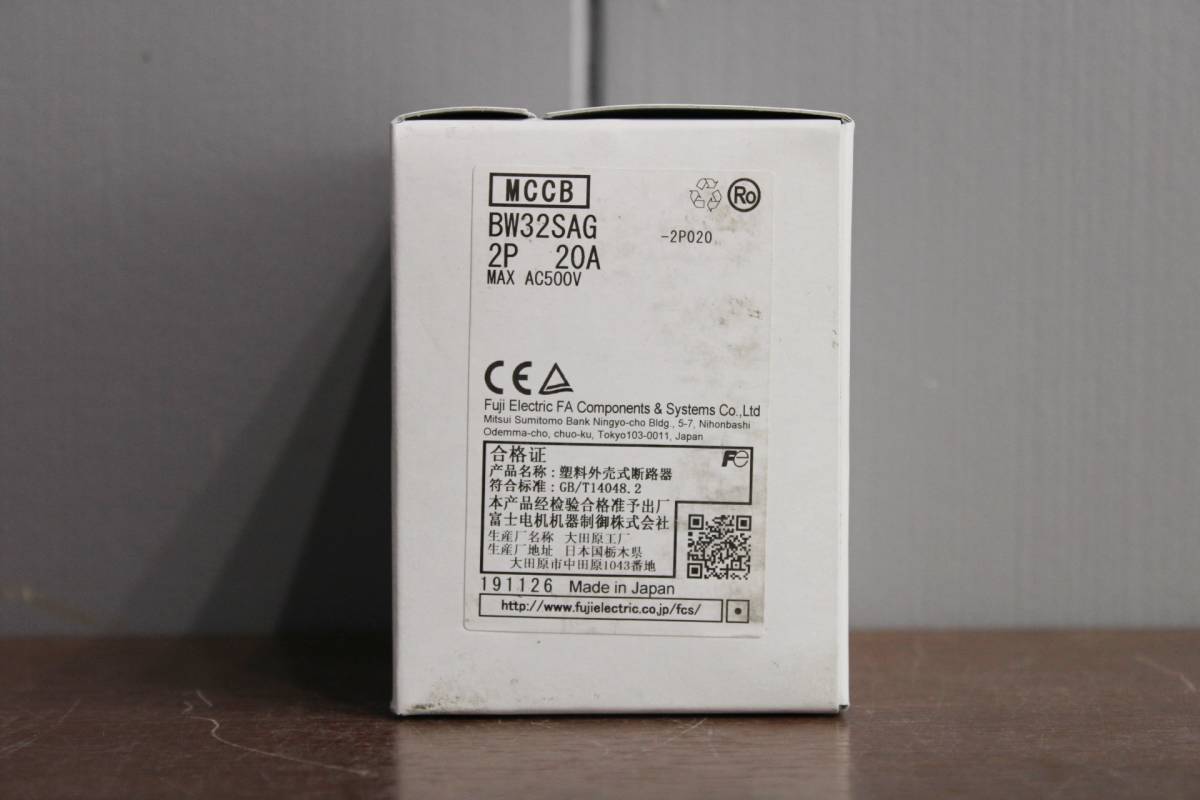 MCCB
Ro
BW32SAG
-2P020
2P 20A
MAX AC500V
CE
Fuji Electric FA Components & Systems Co.,Ltd
Mitsui Sumitomo Bank Ningyo-cho Bldg., 5-7, Nihonbashi
Odemma-cho, chuo-ku, Tokyo103-0011, Japan
合格证
Fe
产品名称：塑料外壳式断路器
符合标准：GB/T14048.2
本产品经检验合格准予出厂
富士电机机器制御株式会社
生産厂名称 大田原工厂
生産厂地址 日本国栃木県
大田原市中田原1043番地
191126 Made in Japan
http://www.fujielectric.co.jp/fcs/